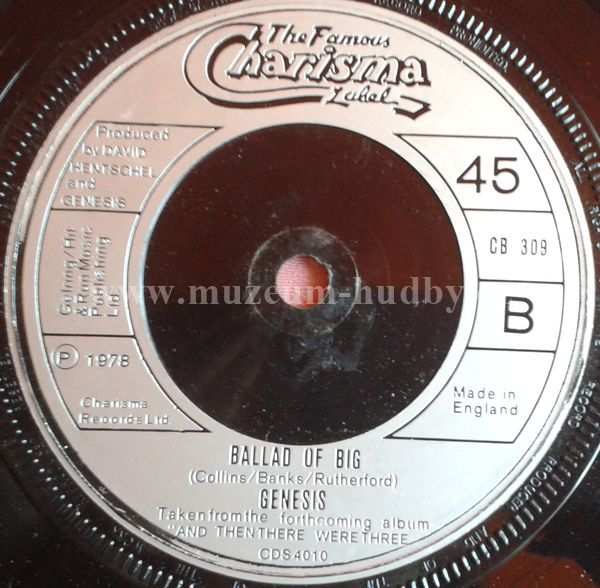 The Famous
Charisma
Label
Produced
by DAVID
HENTSCHEL
and
GENESIS
45
CB 309
Gelring/Hit
& Run Music
Publishing
Ltd.
B
℗ 1978
Charisma
Records Ltd.
Made in
England
www.muzeum-hudby
BALLAD OF BIG
(Collins/Banks/Rutherford)
GENESIS
Taken from the forthcoming album
"AND THEN THERE WERE THREE
CDS 4010